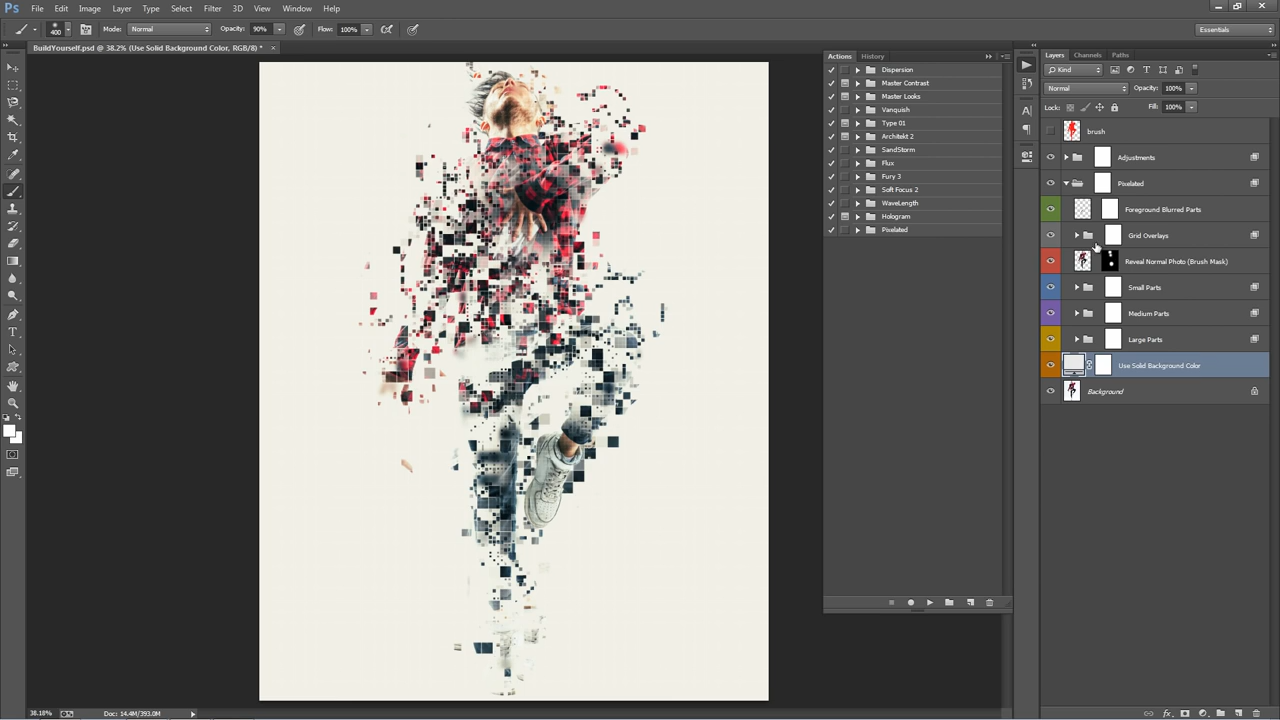 Ps File Edit Image Layer Type Select Filter 3D View Window Help
400 Mode: Normal Opacity: 90% Flow: 100% Essentials
BuildYourself.psd @ 38.2% (Use Solid Background Color, RGB/8) *
Actions History
Dispersion
Master Contrast
Master Looks
Vanquish
Type 01
Architekt 2
SandStorm
Flux
Fury 3
Soft Focus 2
WaveLength
Hologram
Pixelated
Layers Channels Paths
Kind
Normal Opacity: 100%
Lock: Fill: 100%
brush
Adjustments
Pixelated
Foreground Blurred Parts
Grid Overlays
Reveal Normal Photo (Brush Mask)
Small Parts
Medium Parts
Large Parts
Use Solid Background Color
Background
38.18% Doc: 14.4M/393.0M